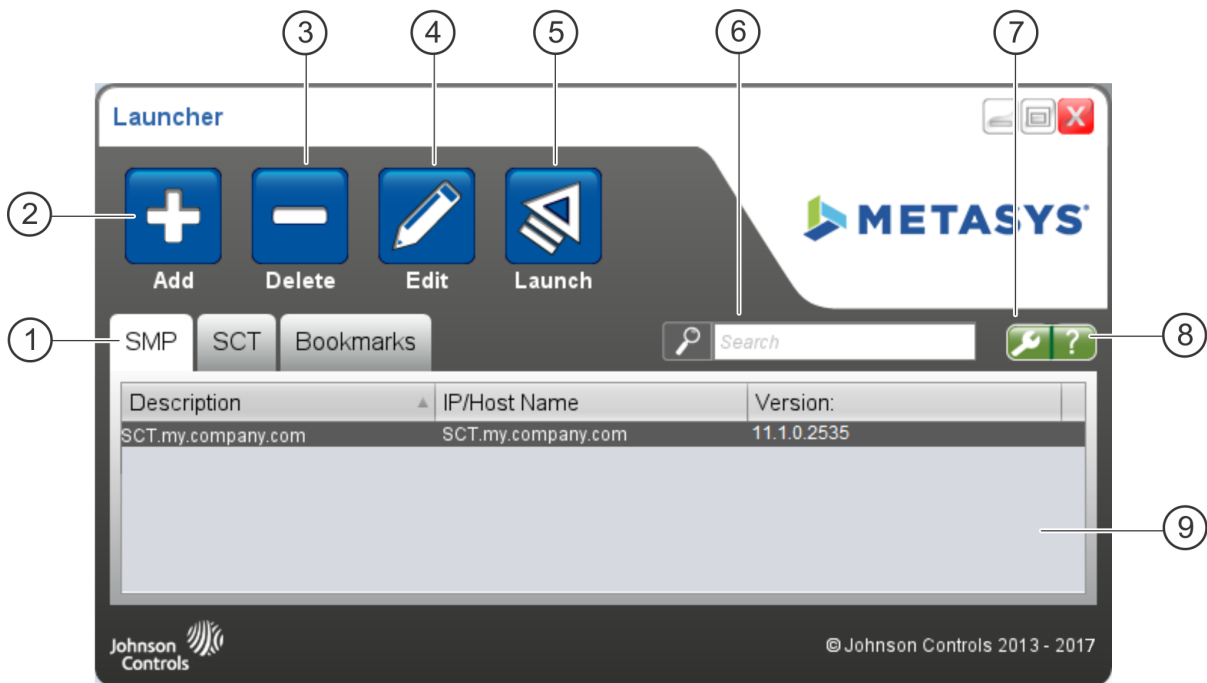 3 4 5 6 7
Launcher
X
METASYS
2
Add Delete Edit Launch
1
SMP SCT Bookmarks
Search
?
8
Description IP/Host Name Version:
SCT.my.company.com SCT.my.company.com 11.1.0.2535
9
Johnson
Controls
© Johnson Controls 2013 - 2017